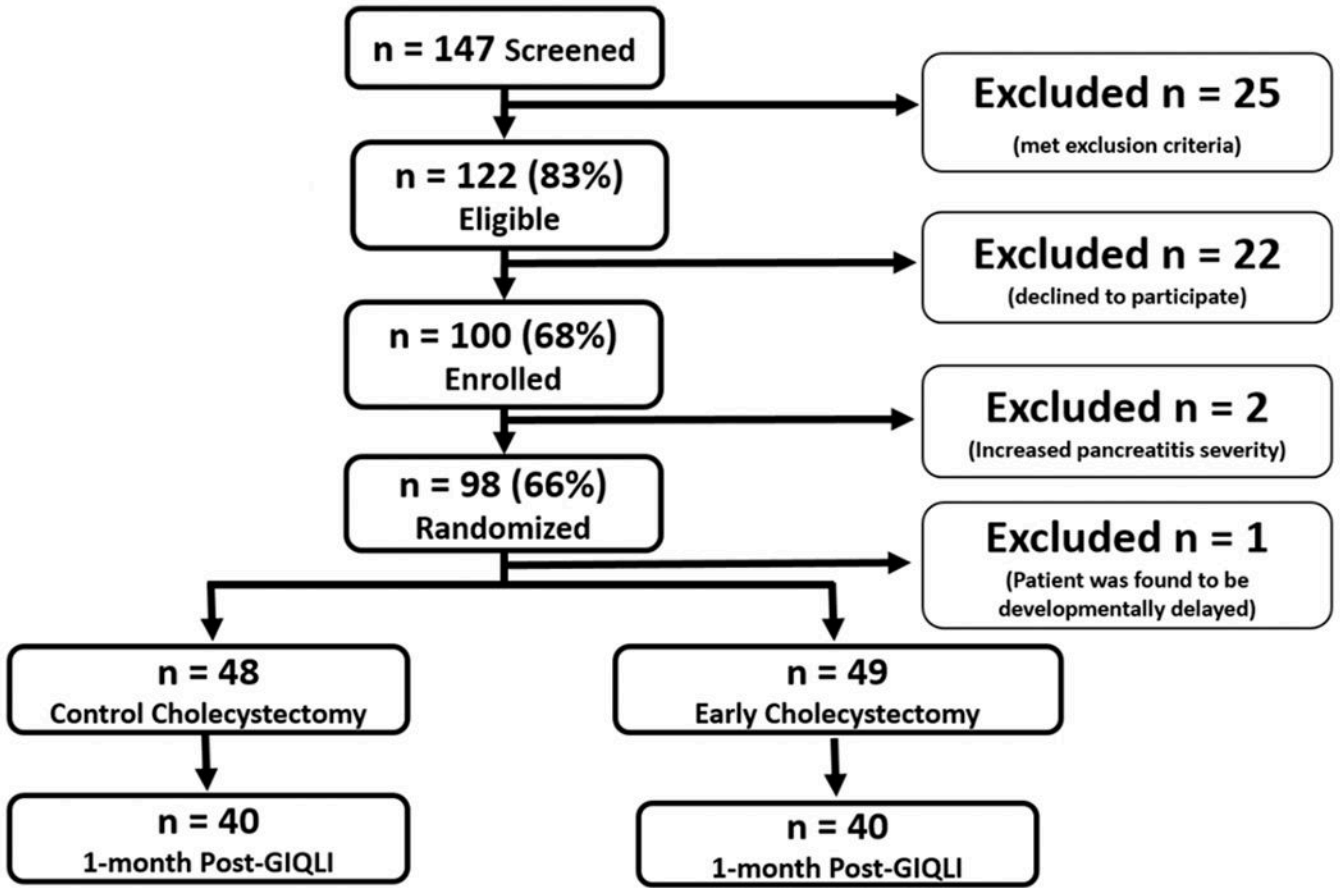 n = 147 Screened
Excluded n = 25
(met exclusion criteria)
n = 122 (83%)
Eligible
Excluded n = 22
(declined to participate)
n = 100 (68%)
Enrolled
Excluded n = 2
(Increased pancreatitis severity)
n = 98 (66%)
Randomized
Excluded n = 1
(Patient was found to be
developmentally delayed)
n = 48
Control Cholecystectomy
n = 49
Early Cholecystectomy
n = 40
1-month Post-GIQLI
n = 40
1-month Post-GIQLI